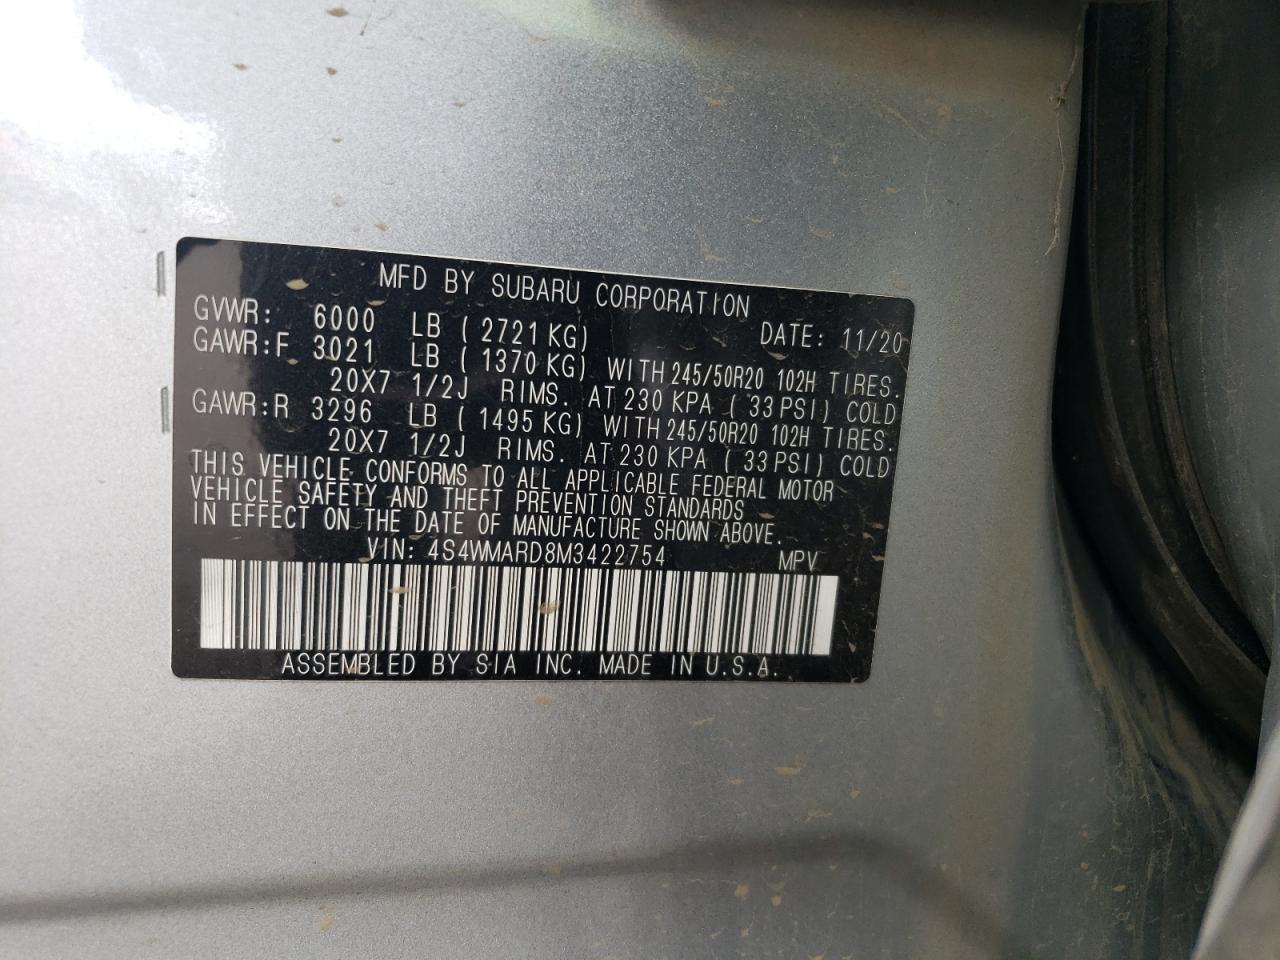 MFD BY SUBARU CORPORATION
GVWR: 6000 LB ( 2721 KG) DATE: 11/20
GAWR:F 3021 LB ( 1370 KG) WITH 245/50R20 102H TIRES.
20X7 1/2J RIMS. AT 230 KPA ( 33 PSI) COLD
GAWR:R 3296 LB ( 1495 KG) WITH 245/50R20 102H TIRES.
20X7 1/2J RIMS. AT 230 KPA ( 33 PSI) COLD
THIS VEHICLE CONFORMS TO ALL APPLICABLE FEDERAL MOTOR
VEHICLE SAFETY AND THEFT PREVENTION STANDARDS
IN EFFECT ON THE DATE OF MANUFACTURE SHOWN ABOVE.
VIN: 4S4WMARD8M3422754 MPV
ASSEMBLED BY SIA INC. MADE IN U.S.A.